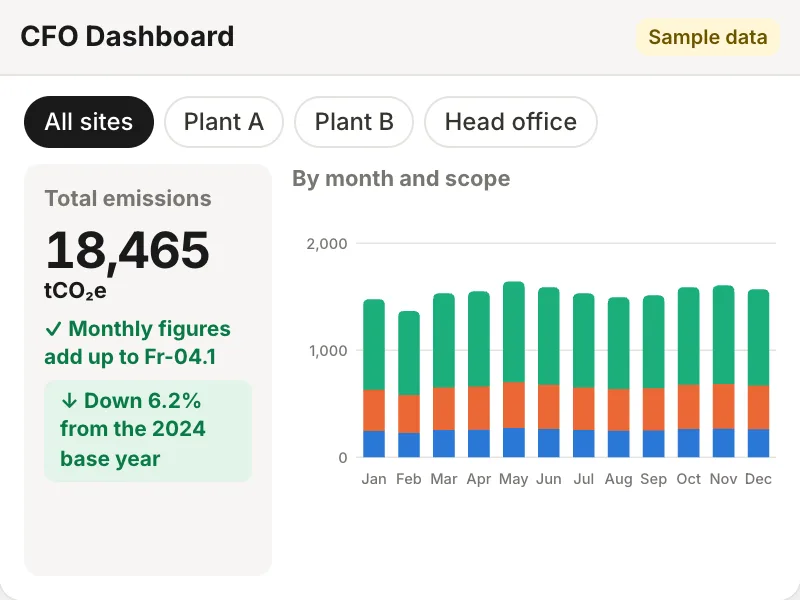 CFO Dashboard
Sample data
All sites
Plant A
Plant B
Head office
Total emissions
18,465
tCO₂e
✓ Monthly figures
add up to Fr-04.1
↓ Down 6.2%
from the 2024
base year
By month and scope
2,000
1,000
0
Jan Feb Mar Apr May Jun Jul Aug Sep Oct Nov Dec